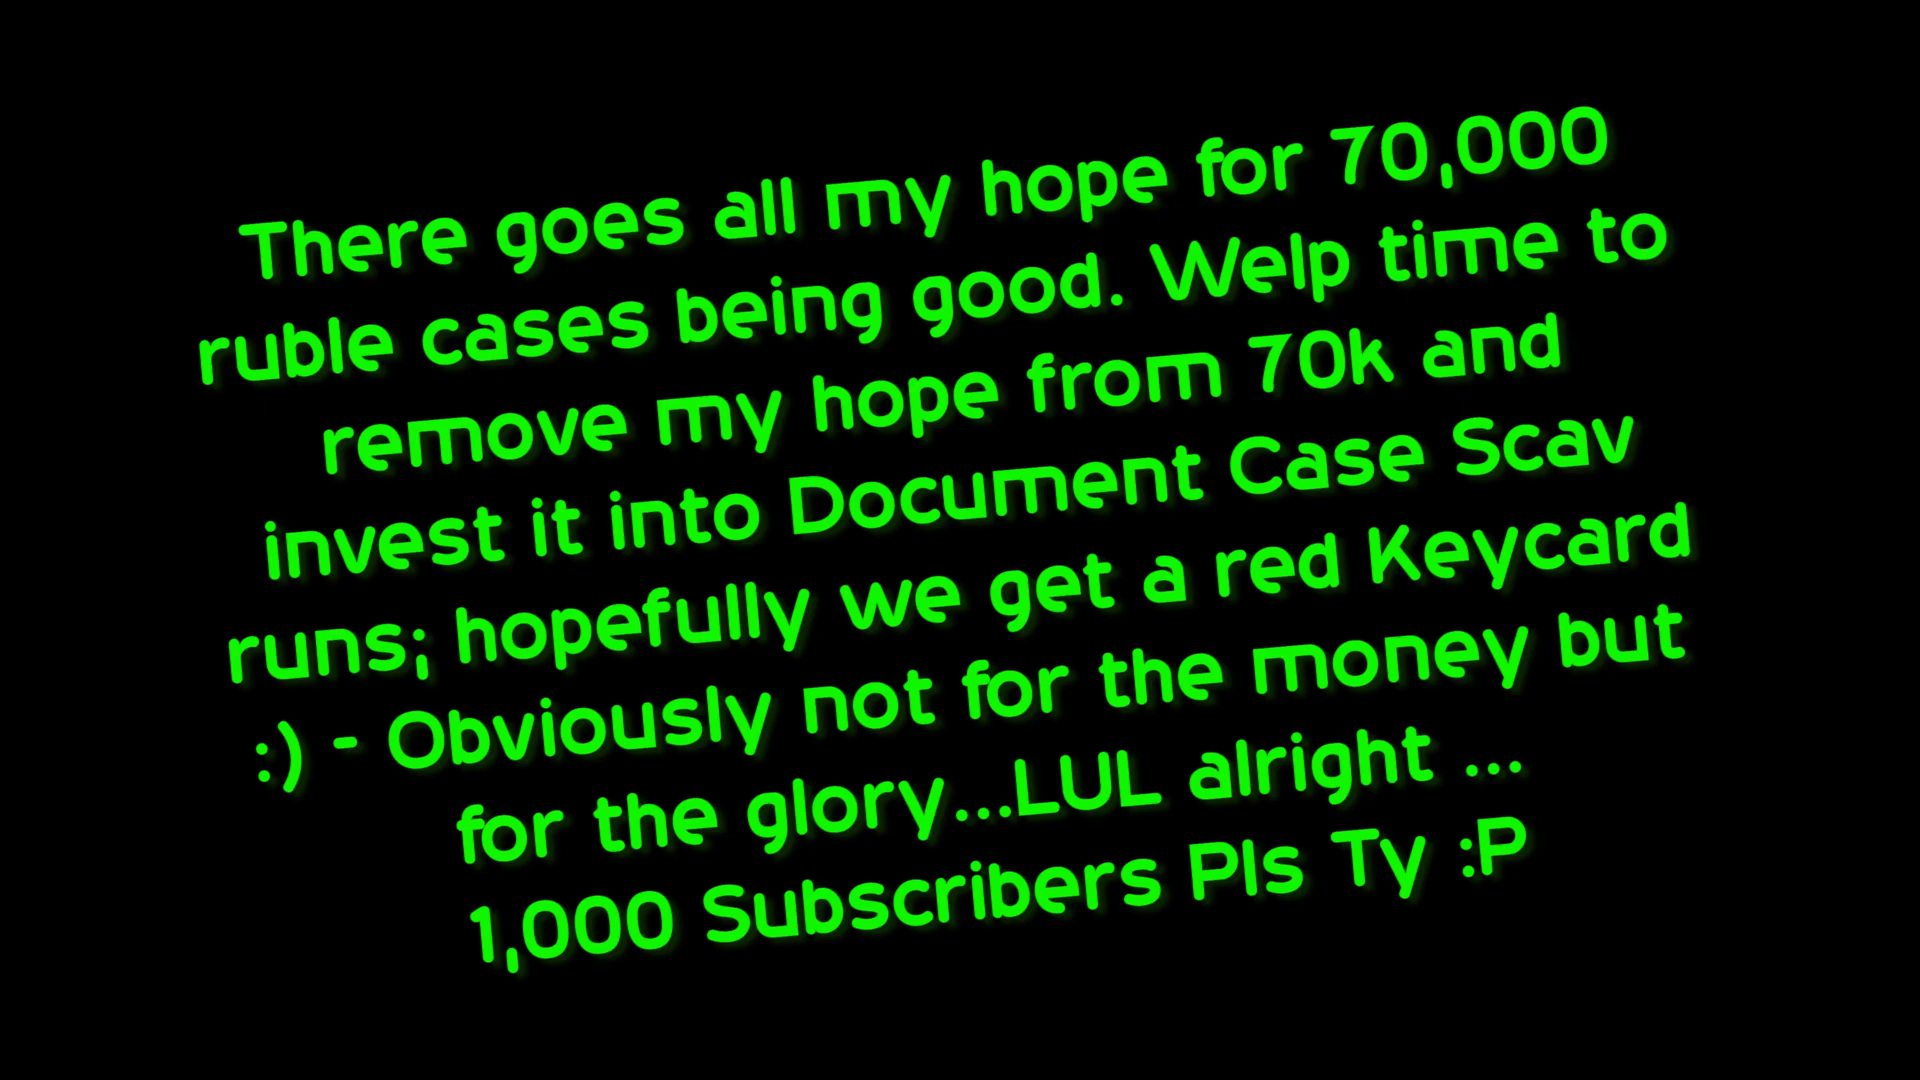 There goes all my hope for 70,000
ruble cases being good. Welp time to
remove my hope from 70k and
invest it into Document Case Scav
runs; hopefully we get a red Keycard
:) - Obviously not for the money but
for the glory...LUL alright ...
1,000 Subscribers Pls Ty :P